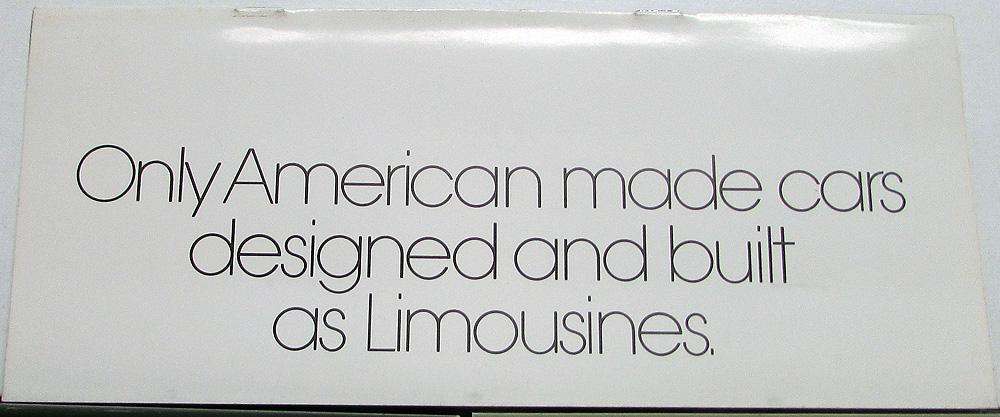 Only American made cars
designed and built
as Limousines.